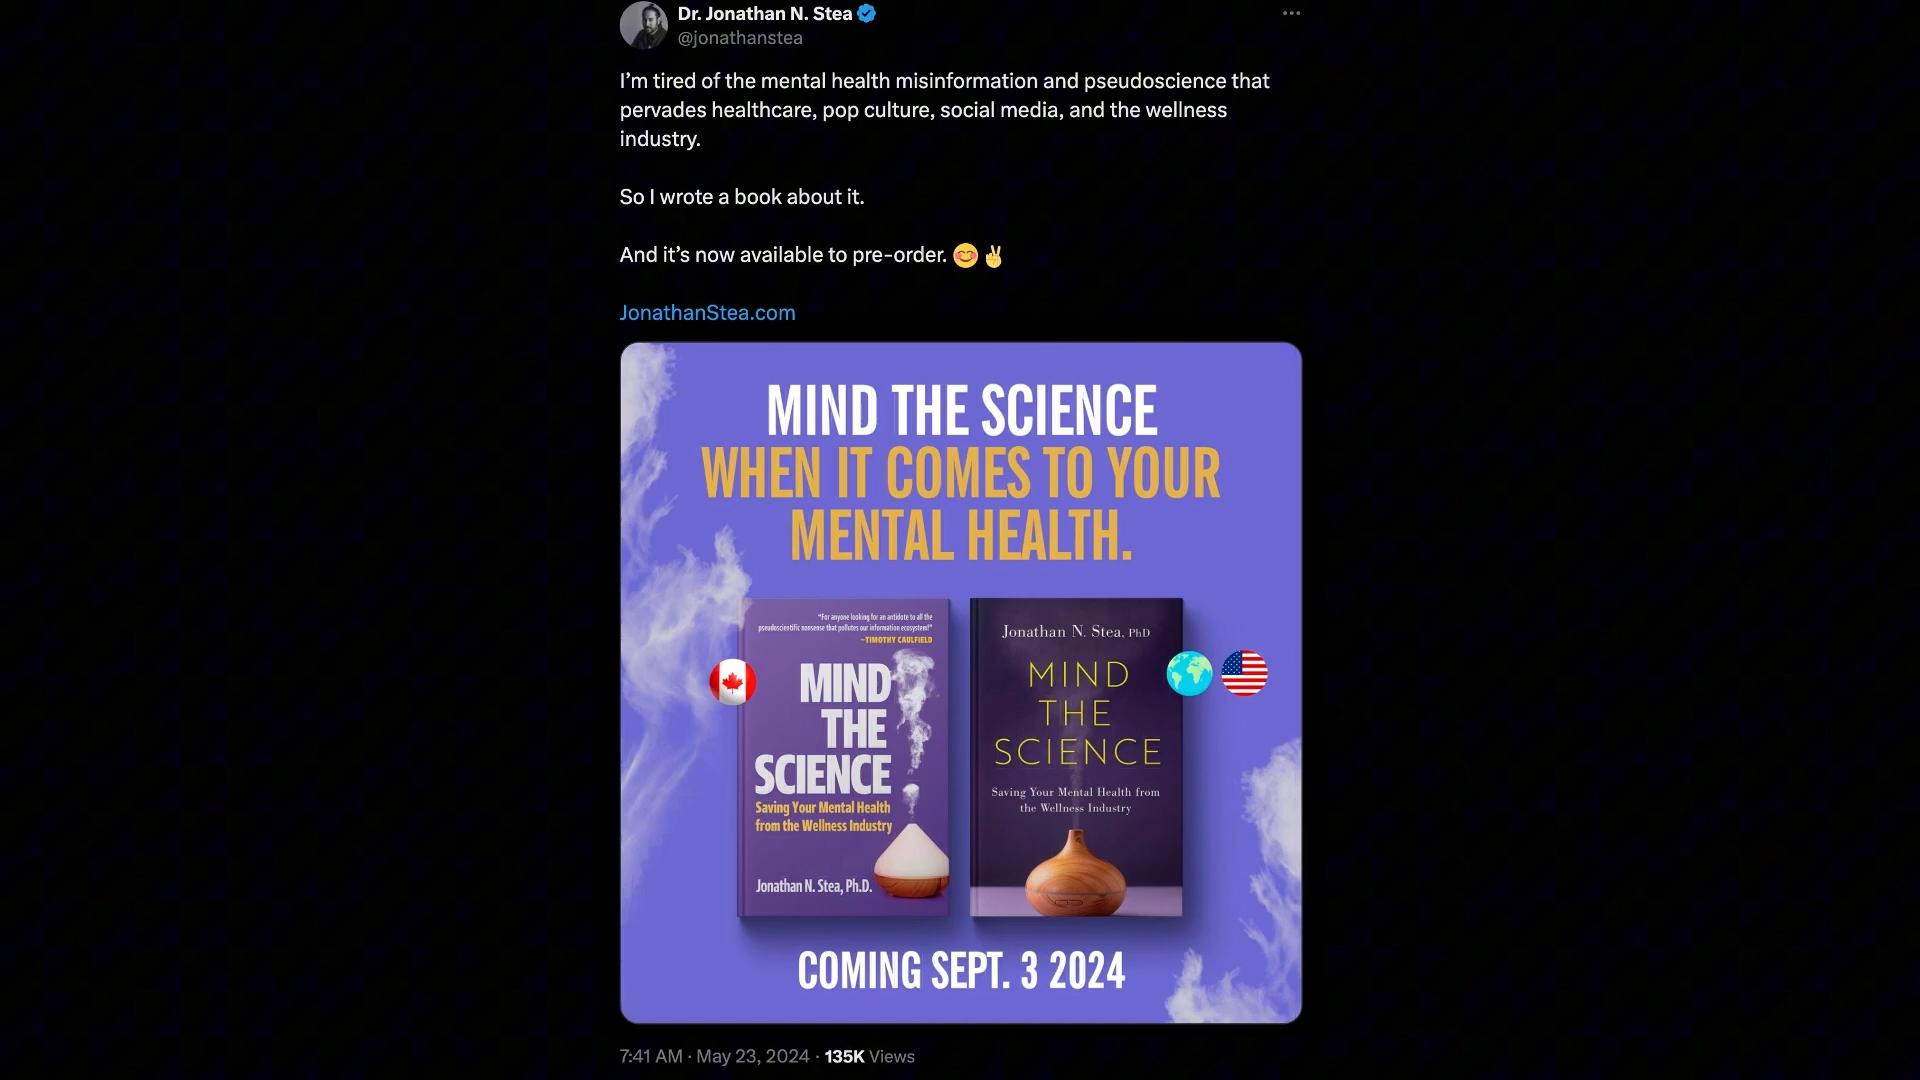 Dr. Jonathan N. Stea
@jonathanstea
I’m tired of the mental health misinformation and pseudoscience that
pervades healthcare, pop culture, social media, and the wellness
industry.
So I wrote a book about it.
And it’s now available to pre-order. 😊✌️
JonathanStea.com
MIND THE SCIENCE
WHEN IT COMES TO YOUR
MENTAL HEALTH.
“For anyone looking for an antidote to all the
pseudoscientific nonsense that pollutes our information ecosystem!”
–TIMOTHY CAULFIELD
MIND
THE
SCIENCE
Saving Your Mental Health
from the Wellness Industry
Jonathan N. Stea, Ph.D.
Jonathan N. Stea, PhD
MIND
THE
SCIENCE
Saving Your Mental Health from
the Wellness Industry
COMING SEPT. 3 2024
7:41 AM · May 23, 2024 · 135K Views